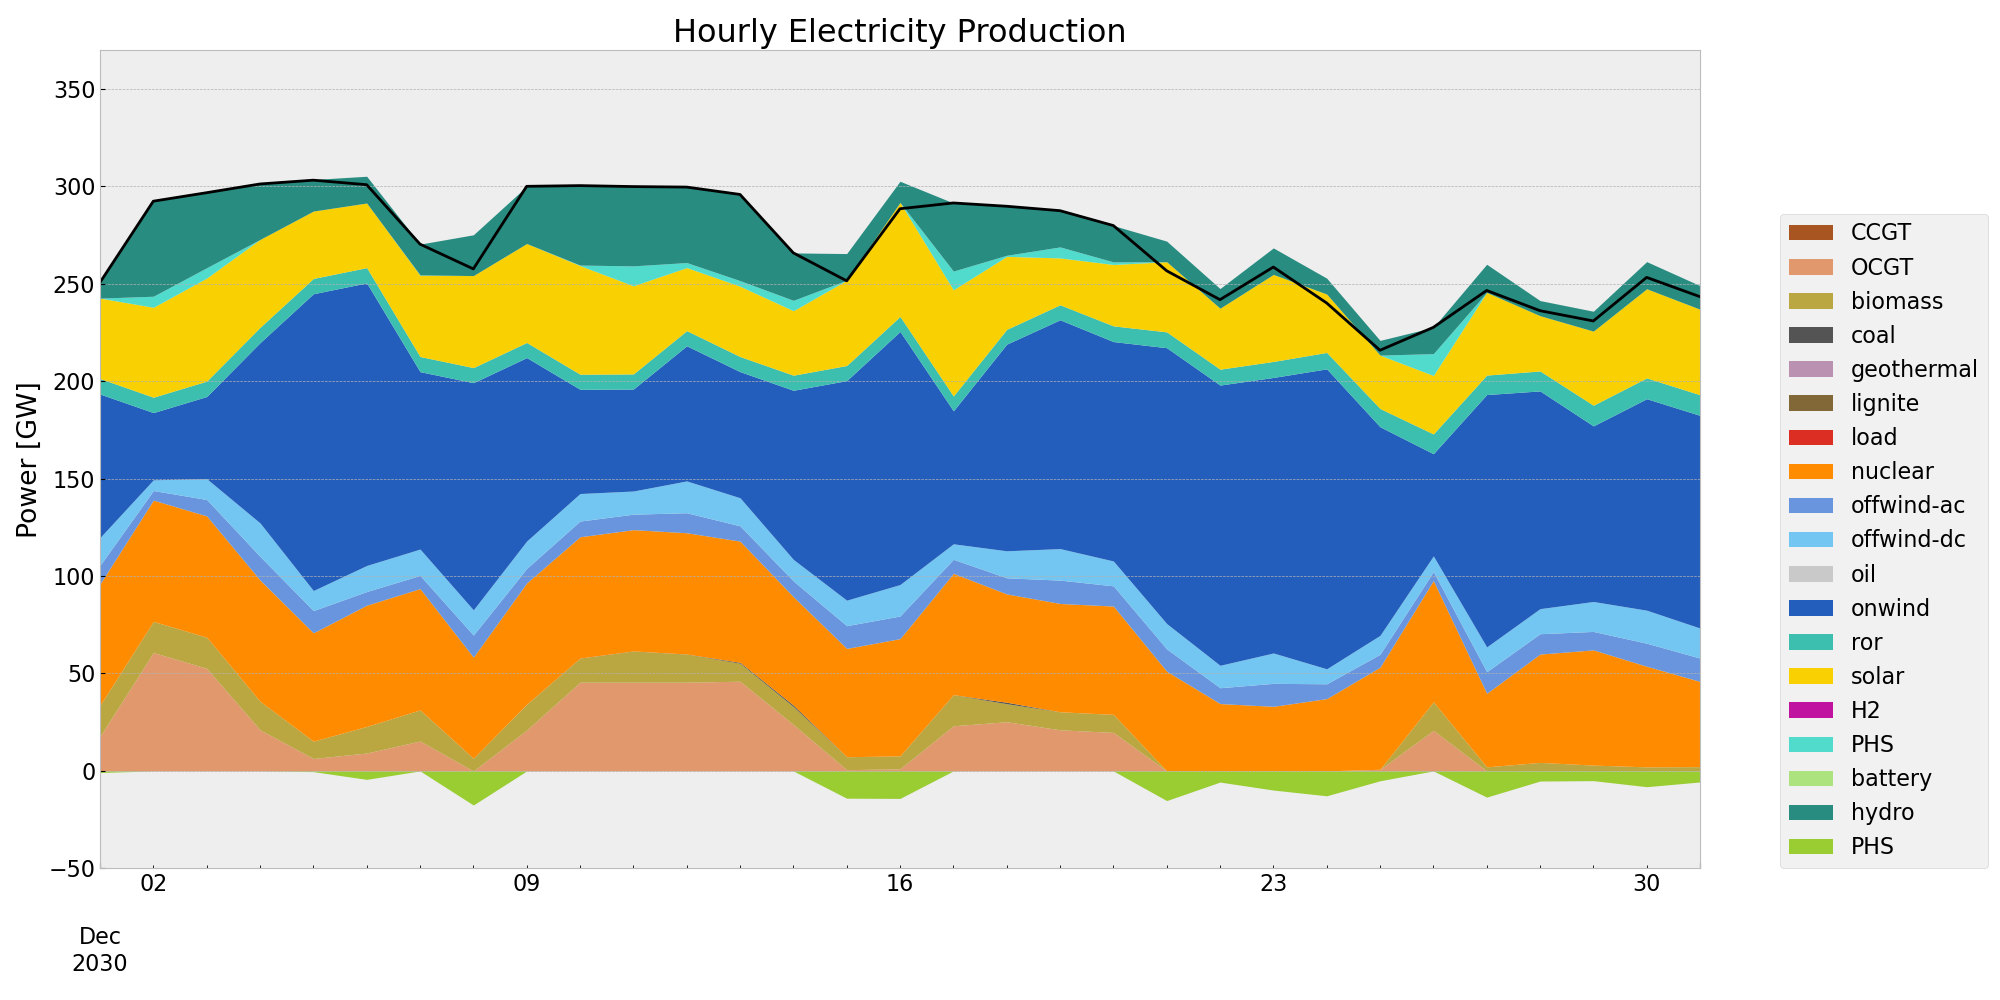 Hourly Electricity Production
Power [GW]
350
300
250
200
150
100
50
0
−50
02
09
16
23
30
Dec
2030
CCGT
OCGT
biomass
coal
geothermal
lignite
load
nuclear
offwind-ac
offwind-dc
oil
onwind
ror
solar
H2
PHS
battery
hydro
PHS